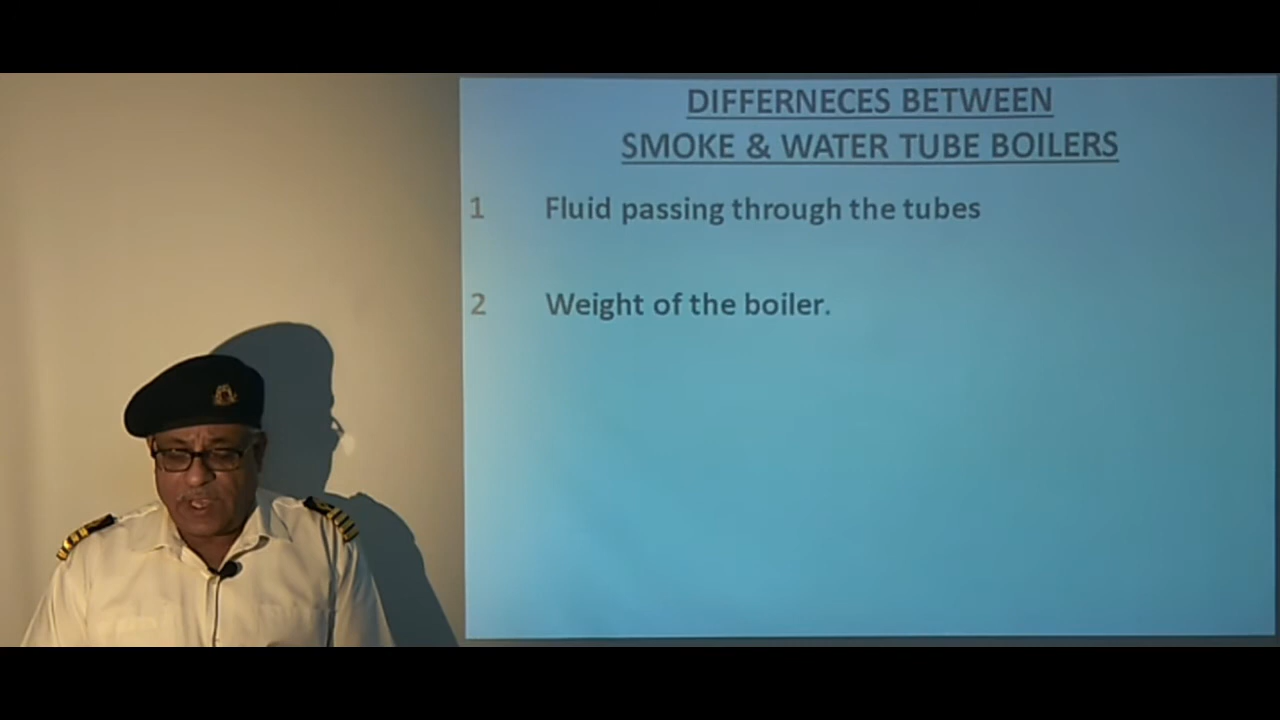 DIFFERNECES BETWEEN
SMOKE & WATER TUBE BOILERS
1 Fluid passing through the tubes
2 Weight of the boiler.